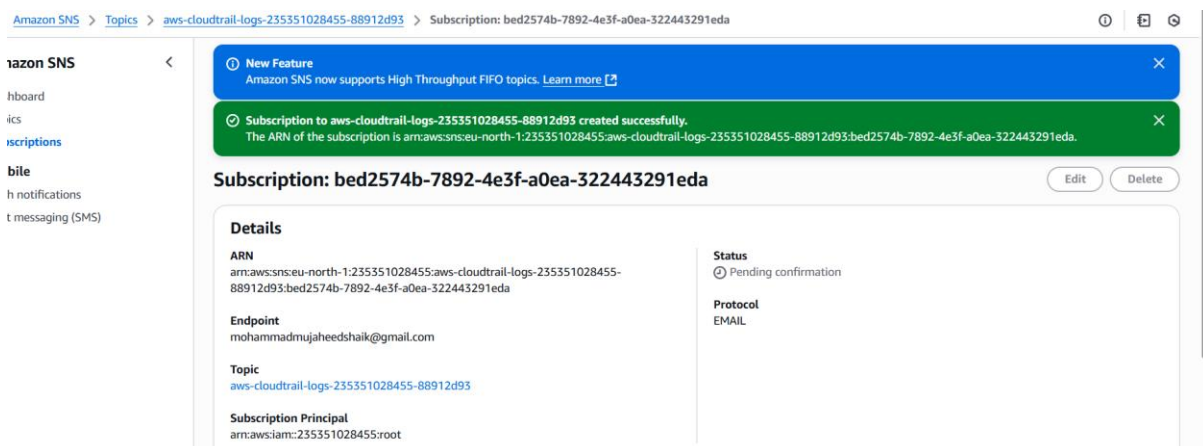 Amazon SNS > Topics > aws-cloudtrail-logs-235351028455-88912d93 > Subscription: bed2574b-7892-4e3f-a0ea-322443291eda
nazon SNS
hboard
ics
bscriptions
bile
h notifications
t messaging (SMS)
New Feature
Amazon SNS now supports High Throughput FIFO topics. Learn more
Subscription to aws-cloudtrail-logs-235351028455-88912d93 created successfully.
The ARN of the subscription is arn:aws:sns:eu-north-1:235351028455:aws-cloudtrail-logs-235351028455-88912d93:bed2574b-7892-4e3f-a0ea-322443291eda.
Subscription: bed2574b-7892-4e3f-a0ea-322443291eda
Edit
Delete
Details
ARN
arn:aws:sns:eu-north-1:235351028455:aws-cloudtrail-logs-235351028455-
88912d93:bed2574b-7892-4e3f-a0ea-322443291eda
Endpoint
mohammadmujaheedshaik@gmail.com
Topic
aws-cloudtrail-logs-235351028455-88912d93
Subscription Principal
arn:aws:iam::235351028455:root
Status
Pending confirmation
Protocol
EMAIL